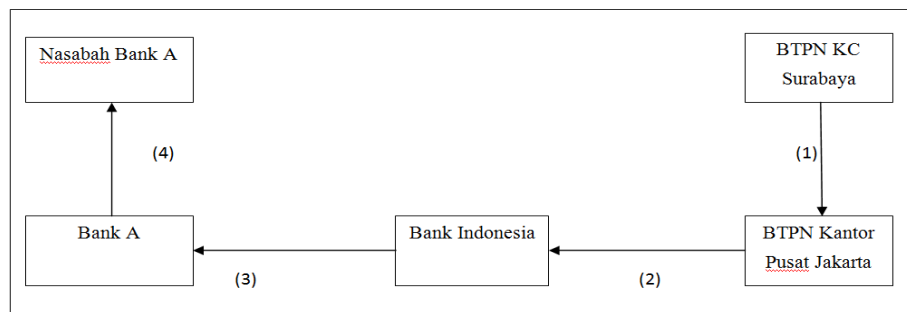 Nasabah Bank A
BTPN KC
Surabaya
(4)
(1)
Bank A
Bank Indonesia
BTPN Kantor
Pusat Jakarta
(3)
(2)